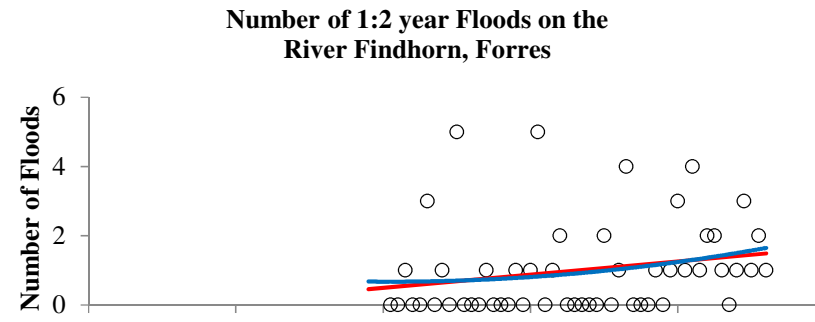 Number of 1:2 year Floods on the
River Findhorn, Forres
Number of Floods
6
4
2
0